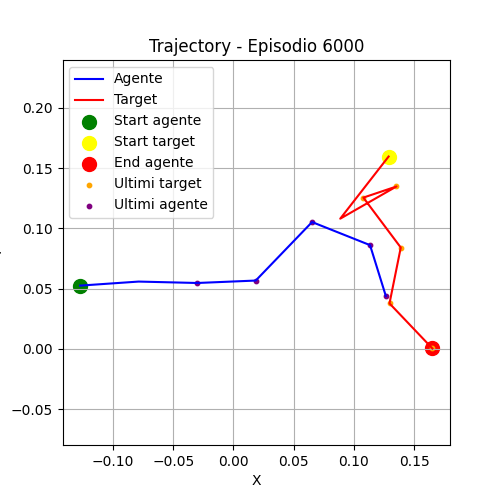 Trajectory - Episodio 6000
Agente
Target
Start agente
Start target
End agente
Ultimi target
Ultimi agente
0.20
0.15
0.10
0.05
0.00
−0.05
−0.10 −0.05 0.00 0.05 0.10 0.15
X